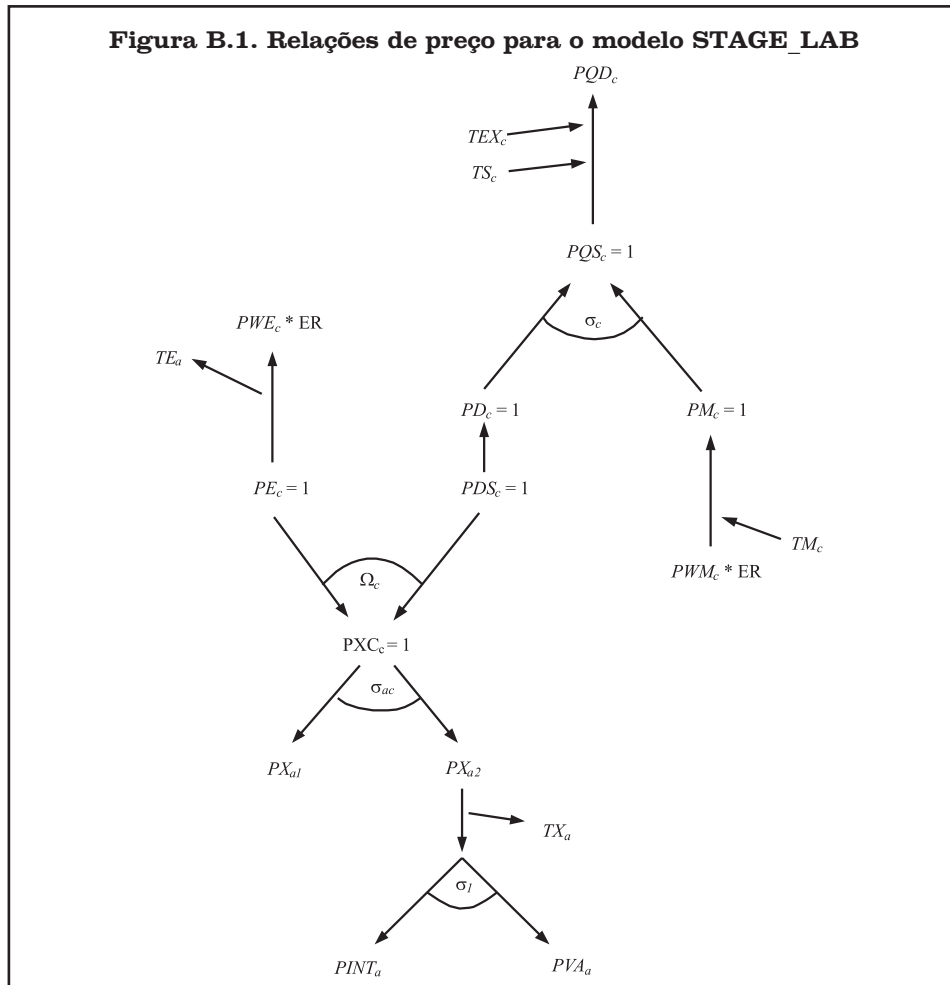 Figura B.1. Relações de preço para o modelo STAGE_LAB
PQD_c
TEX_c
TS_c
PQS_c = 1
σ_c
PWE_c * ER
TE_a
PD_c = 1
PM_c = 1
PE_c = 1
PDS_c = 1
TM_c
PWM_c * ER
Ω_c
PXC_c = 1
σ_ac
PX_a1
PX_a2
TX_a
σ_1
PINT_a
PVA_a